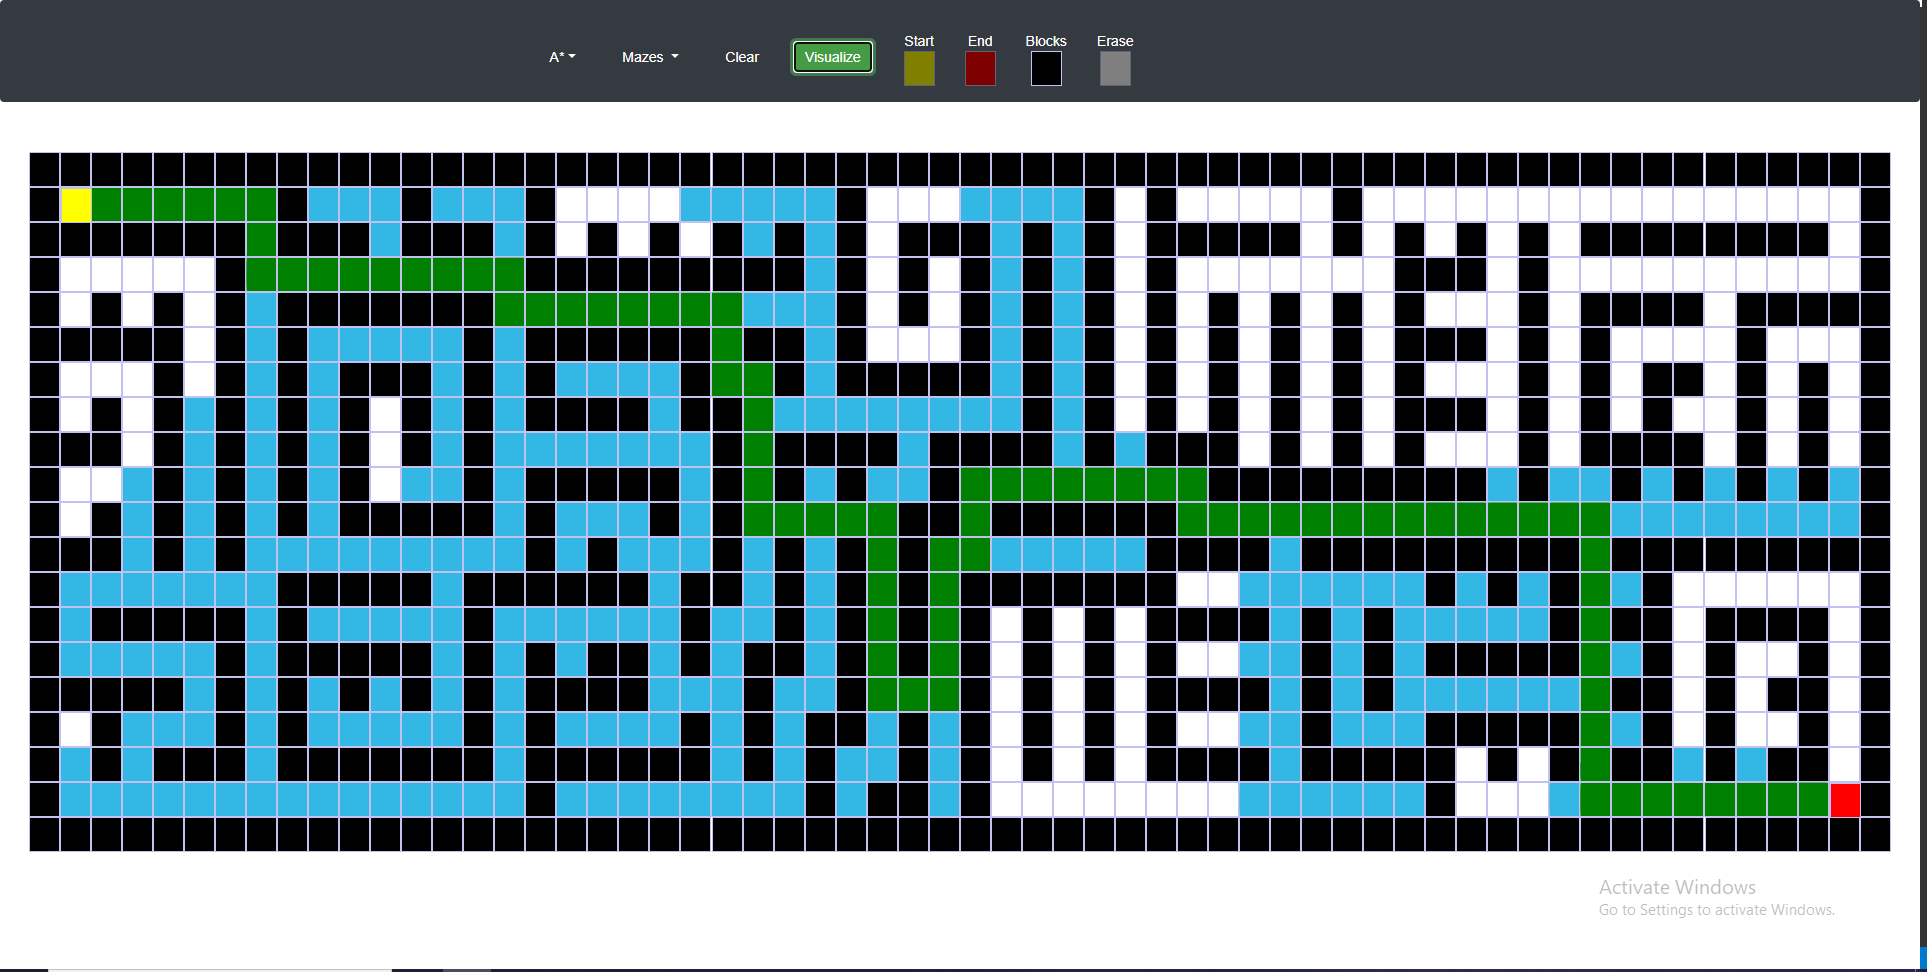 A*
Mazes
Clear
Visualize
Start
End
Blocks
Erase
Activate Windows
Go to Settings to activate Windows.